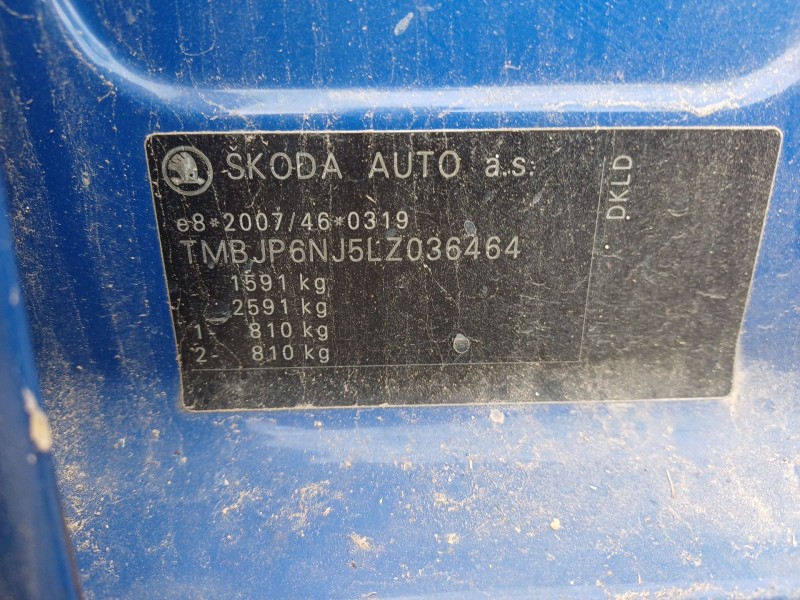 ŠKODA AUTO a.s.
e8*2007/46*0319
TMBJP6NJ5LZ036464
1591 kg
2591 kg
1- 810 kg
2- 810 kg
DKLD